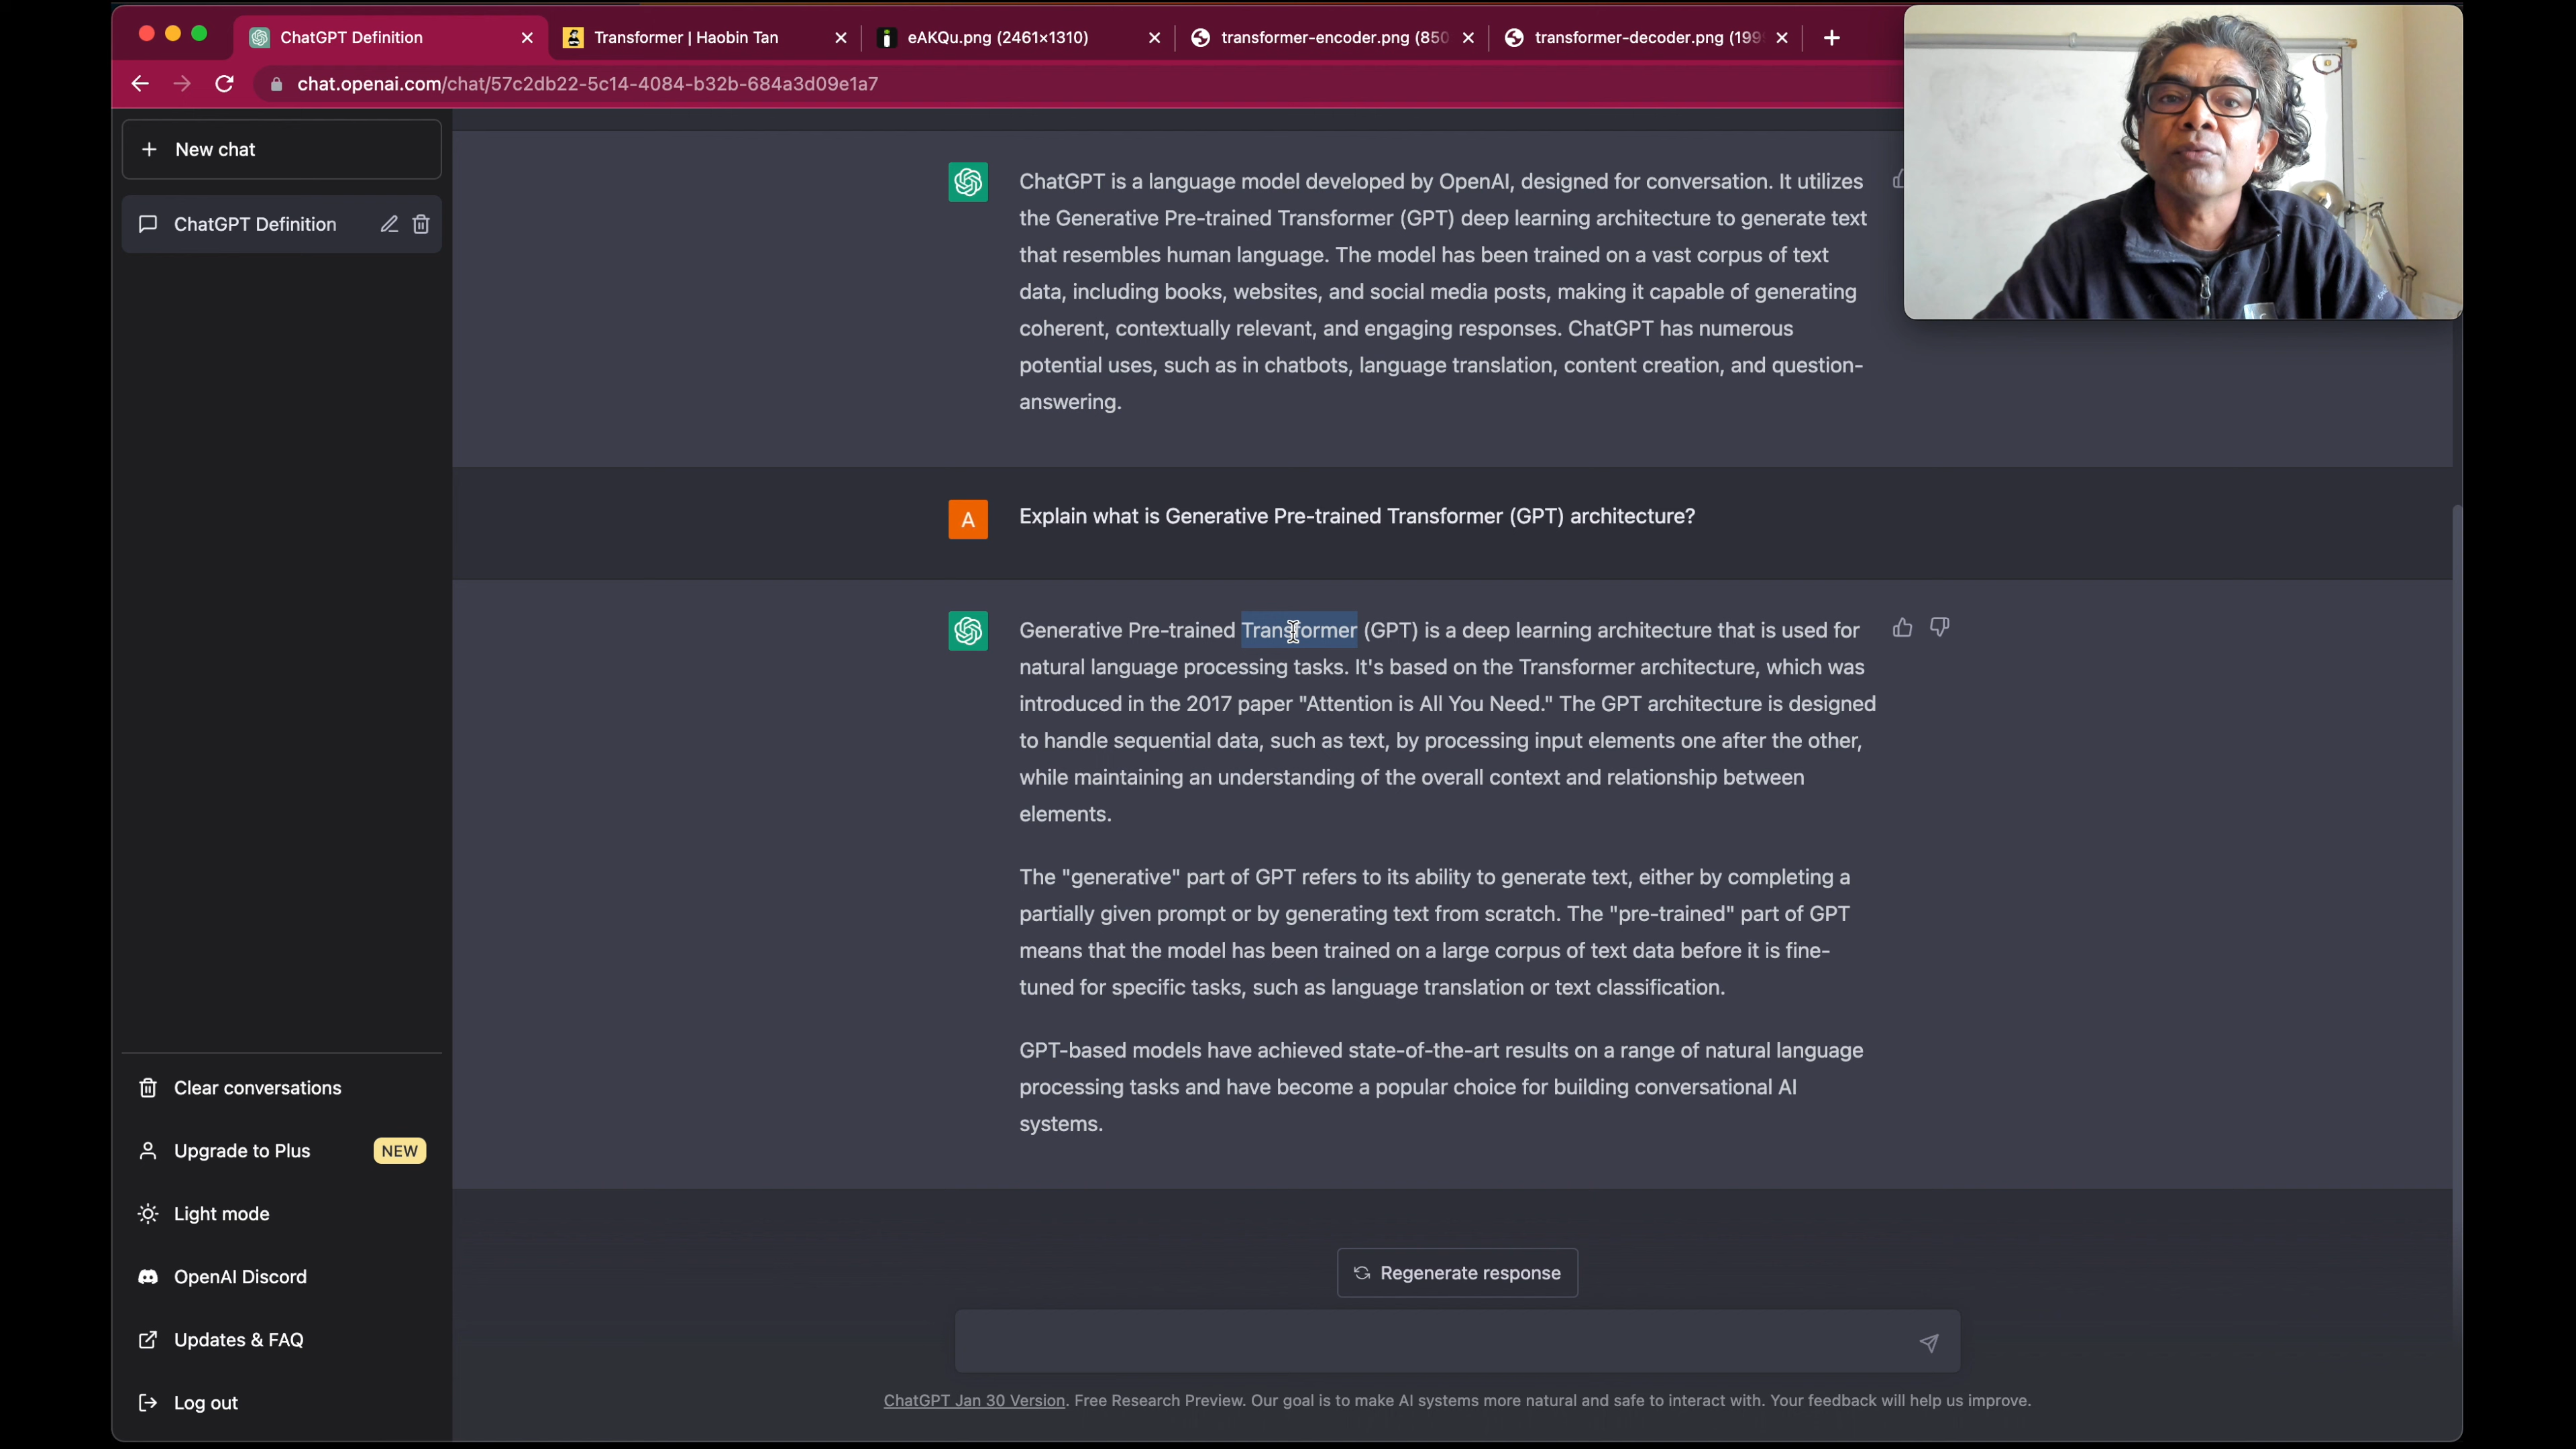 ChatGPT Definition
Transformer | Haobin Tan
eAKQu.png (2461×1310)
transformer-encoder.png (850
transformer-decoder.png (199
chat.openai.com/chat/57c2db22-5c14-4084-b32b-684a3d09e1a7
New chat
ChatGPT Definition
ChatGPT is a language model developed by OpenAI, designed for conversation. It utilizes
the Generative Pre-trained Transformer (GPT) deep learning architecture to generate text
that resembles human language. The model has been trained on a vast corpus of text
data, including books, websites, and social media posts, making it capable of generating
coherent, contextually relevant, and engaging responses. ChatGPT has numerous
potential uses, such as in chatbots, language translation, content creation, and question-
answering.
A
Explain what is Generative Pre-trained Transformer (GPT) architecture?
Generative Pre-trained Transformer (GPT) is a deep learning architecture that is used for
natural language processing tasks. It's based on the Transformer architecture, which was
introduced in the 2017 paper "Attention is All You Need." The GPT architecture is designed
to handle sequential data, such as text, by processing input elements one after the other,
while maintaining an understanding of the overall context and relationship between
elements.
The "generative" part of GPT refers to its ability to generate text, either by completing a
partially given prompt or by generating text from scratch. The "pre-trained" part of GPT
means that the model has been trained on a large corpus of text data before it is fine-
tuned for specific tasks, such as language translation or text classification.
GPT-based models have achieved state-of-the-art results on a range of natural language
processing tasks and have become a popular choice for building conversational AI
systems.
Clear conversations
Upgrade to Plus
NEW
Light mode
OpenAI Discord
Updates & FAQ
Log out
Regenerate response
ChatGPT Jan 30 Version. Free Research Preview. Our goal is to make AI systems more natural and safe to interact with. Your feedback will help us improve.